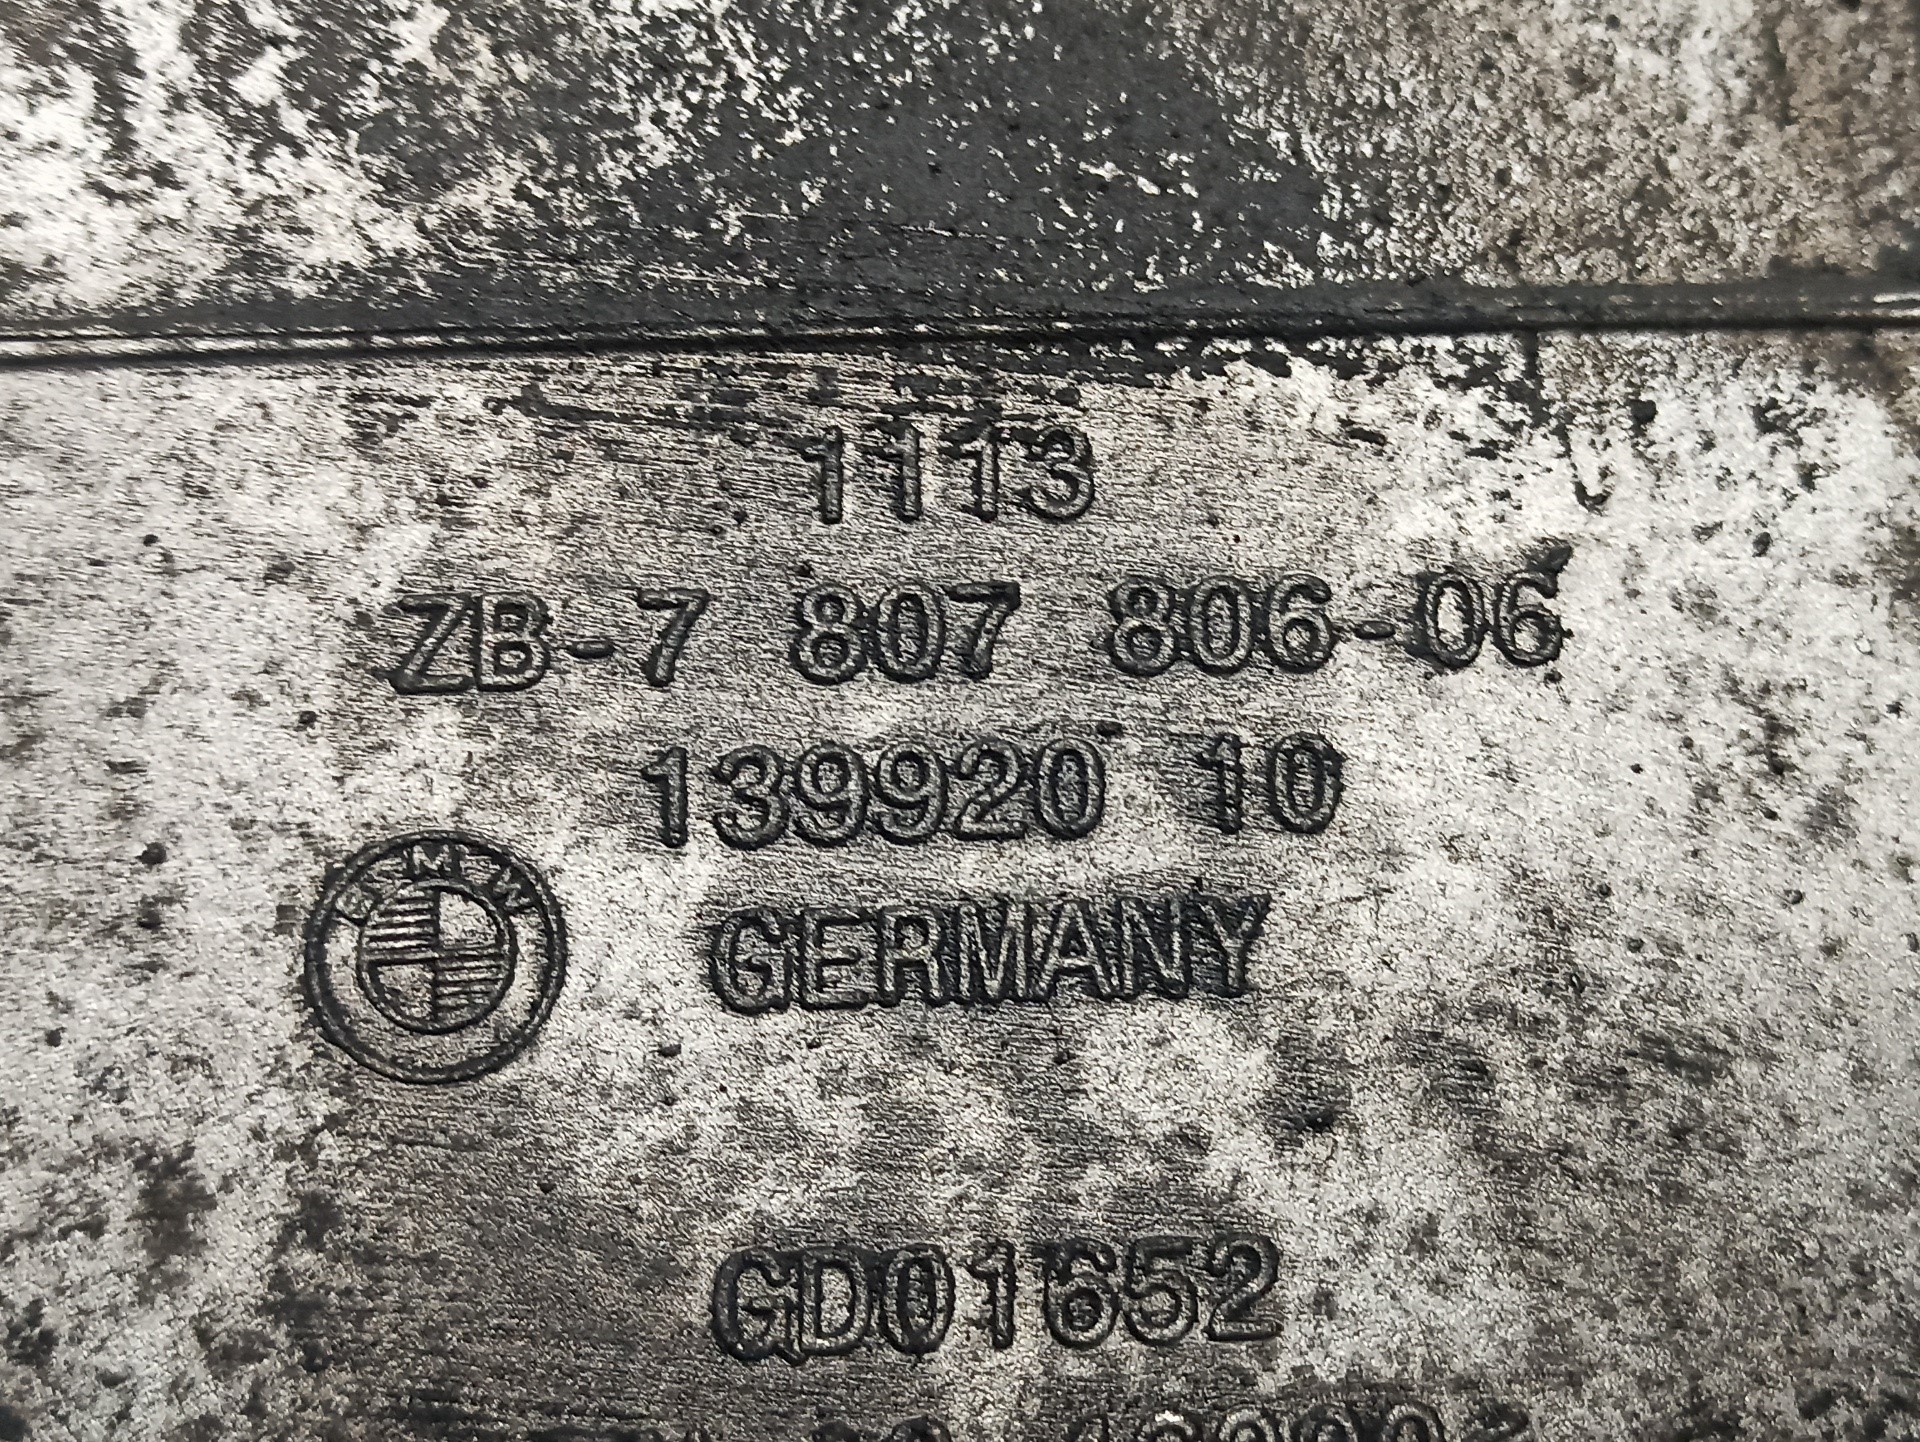 1113
ZB-7 807 806-06
139920 10
BMW
GERMANY
GD01652